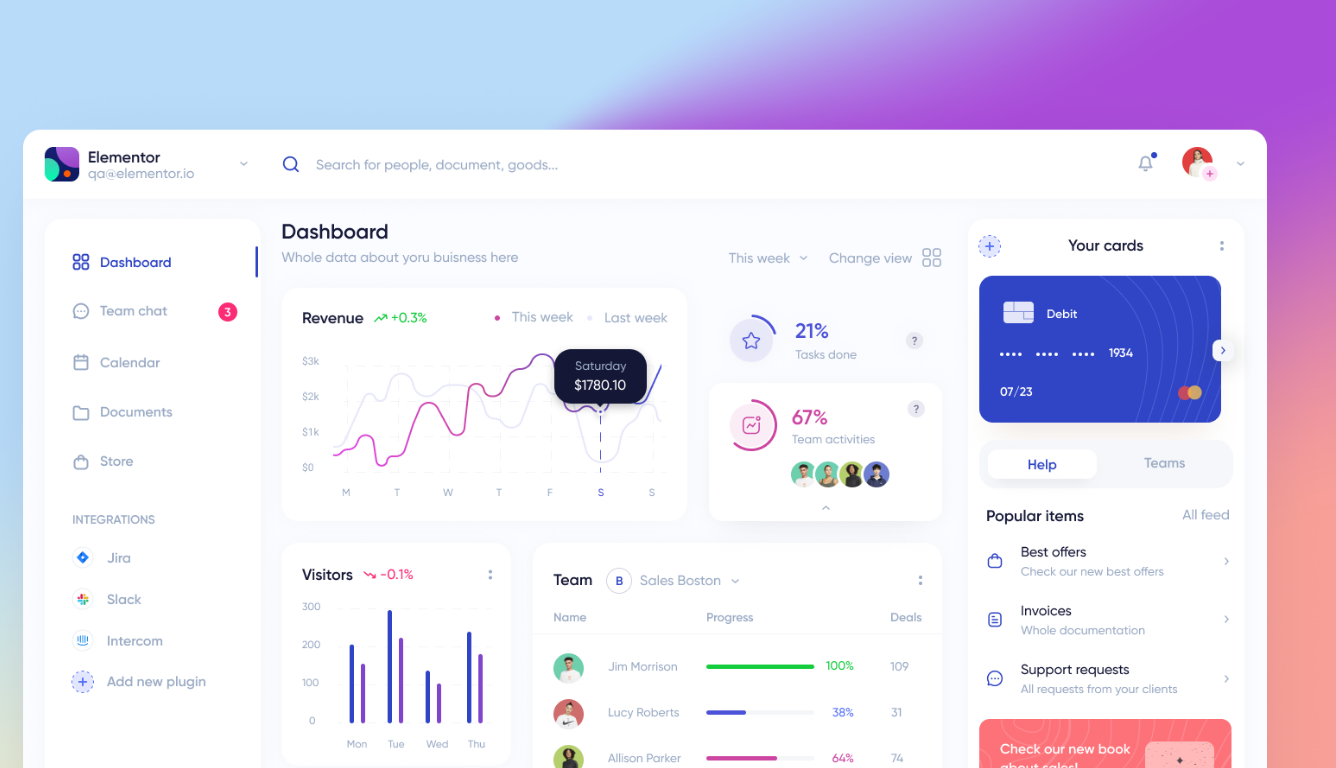 Elementor
qa@elementor.io
Search for people, document, goods...
Dashboard
Team chat
3
Calendar
Documents
Store
INTEGRATIONS
Jira
Slack
Intercom
Add new plugin
Dashboard
Whole data about yoru buisness here
This week
Change view
Revenue
+0.3%
This week
Last week
$3k
$2k
$1k
$0
Saturday
$1780.10
M T W T F S S
21%
Tasks done
?
67%
Team activities
?
Visitors
-0.1%
300
200
100
0
Mon Tue Wed Thu
Team
B
Sales Boston
Name Progress Deals
Jim Morrison 100% 109
Lucy Roberts 38% 31
Allison Parker 64% 74
Your cards
Debit
•••• •••• •••• 1934
07/23
Help
Teams
Popular items
All feed
Best offers
Check our new best offers
Invoices
Whole documentation
Support requests
All requests from your clients
Check our new book
about sales!